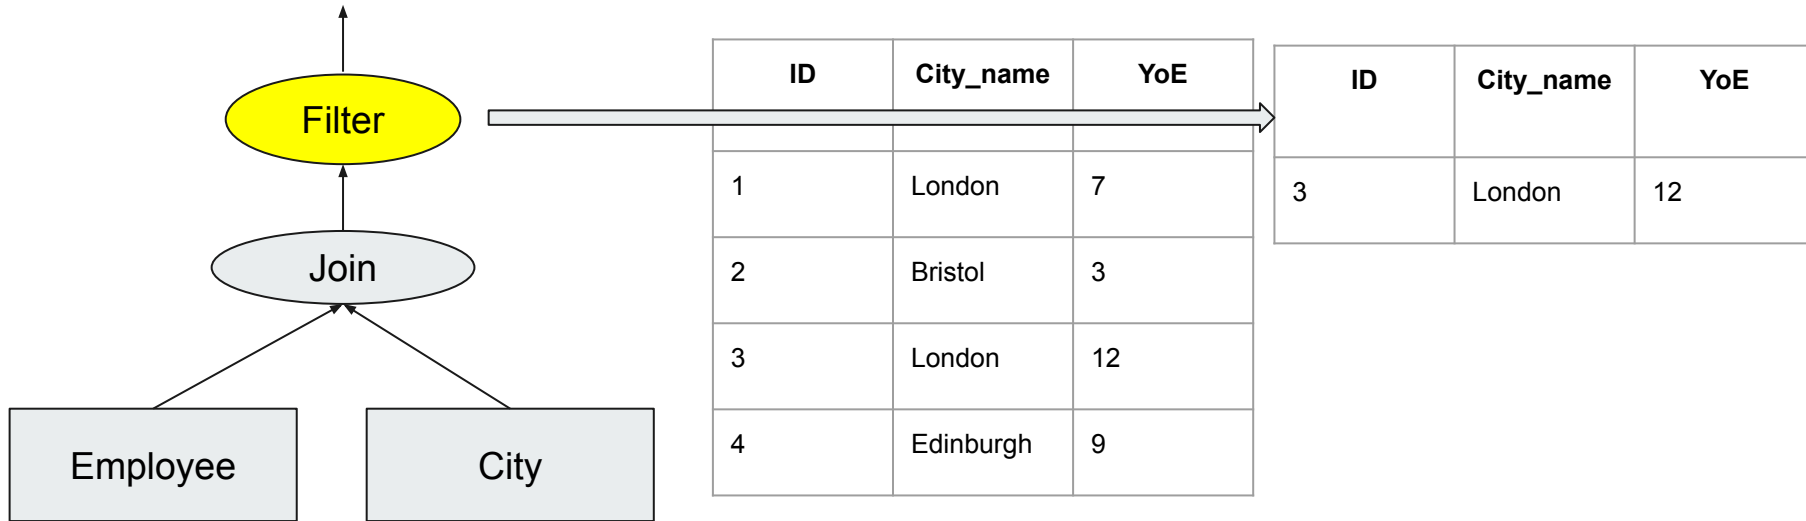 Filter
Join
Employee
City
ID City_name YoE
1 London 7
2 Bristol 3
3 London 12
4 Edinburgh 9
ID City_name YoE
3 London 12